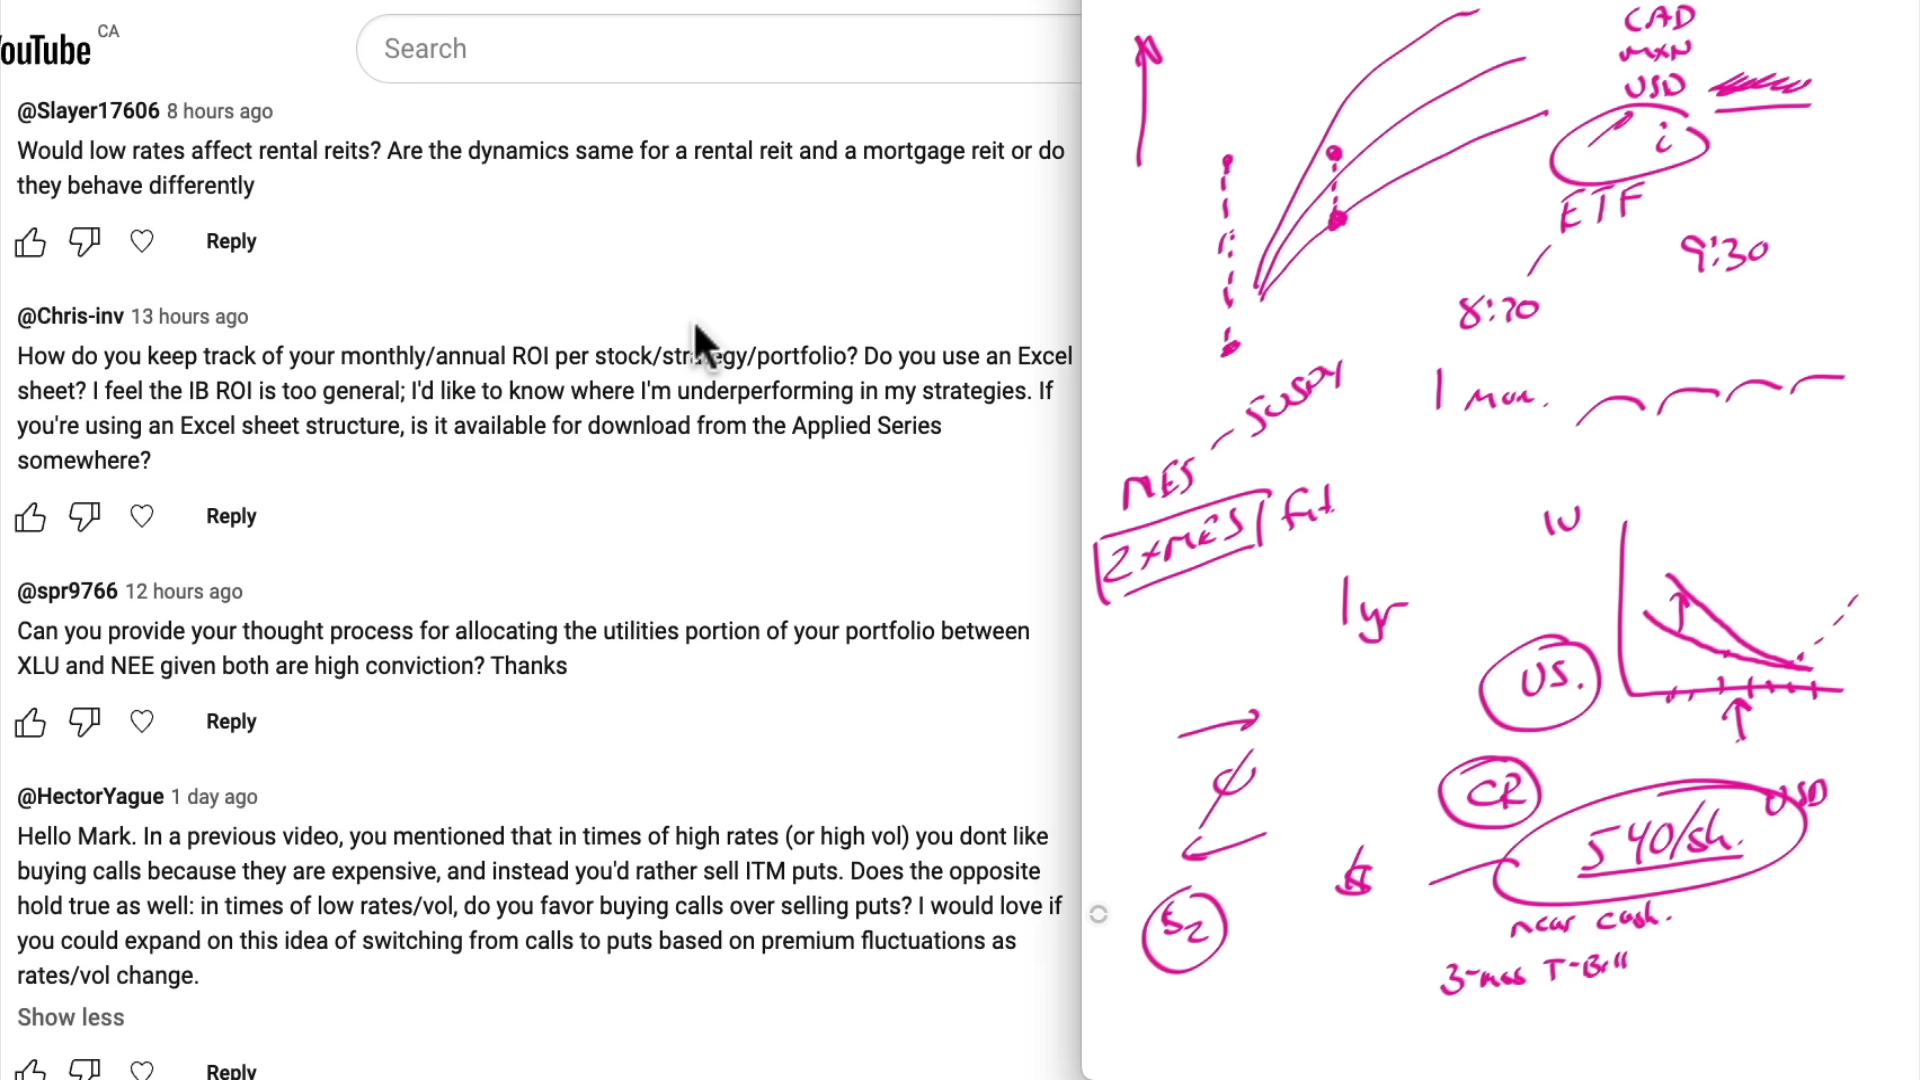 ouTube CA
Search
@Slayer17606 8 hours ago
Would low rates affect rental reits? Are the dynamics same for a rental reit and a mortgage reit or do
they behave differently
Reply
@Chris-inv 13 hours ago
How do you keep track of your monthly/annual ROI per stock/strategy/portfolio? Do you use an Excel
sheet? I feel the IB ROI is too general; I'd like to know where I'm underperforming in my strategies. If
you're using an Excel sheet structure, is it available for download from the Applied Series
somewhere?
Reply
@spr9766 12 hours ago
Can you provide your thought process for allocating the utilities portion of your portfolio between
XLU and NEE given both are high conviction? Thanks
Reply
@HectorYague 1 day ago
Hello Mark. In a previous video, you mentioned that in times of high rates (or high vol) you dont like
buying calls because they are expensive, and instead you'd rather sell ITM puts. Does the opposite
hold true as well: in times of low rates/vol, do you favor buying calls over selling puts? I would love if
you could expand on this idea of switching from calls to puts based on premium fluctuations as
rates/vol change.
Show less
Reply
CAD
MXN
USD
i
ETF
9:30
8:20
1 mon.
MES
2xMES
fut
IV
1yr
US.
CR
USD
540/sh.
$
52
near cash.
3-mos T-Bill